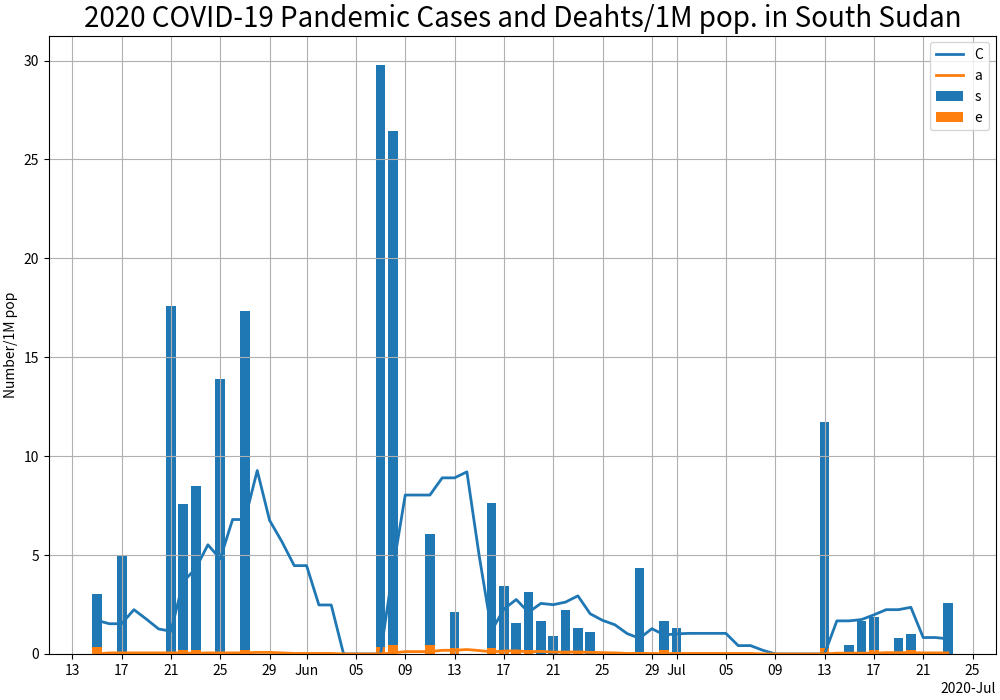 2020 COVID-19 Pandemic Cases and Deahts/1M pop. in South Sudan
C
a
s
e
30
25
20
15
10
5
0
Number/1M pop
13 17 21 25 29 Jun 05 09 13 17 21 25 29 Jul 05 09 13 17 21 25
2020-Jul